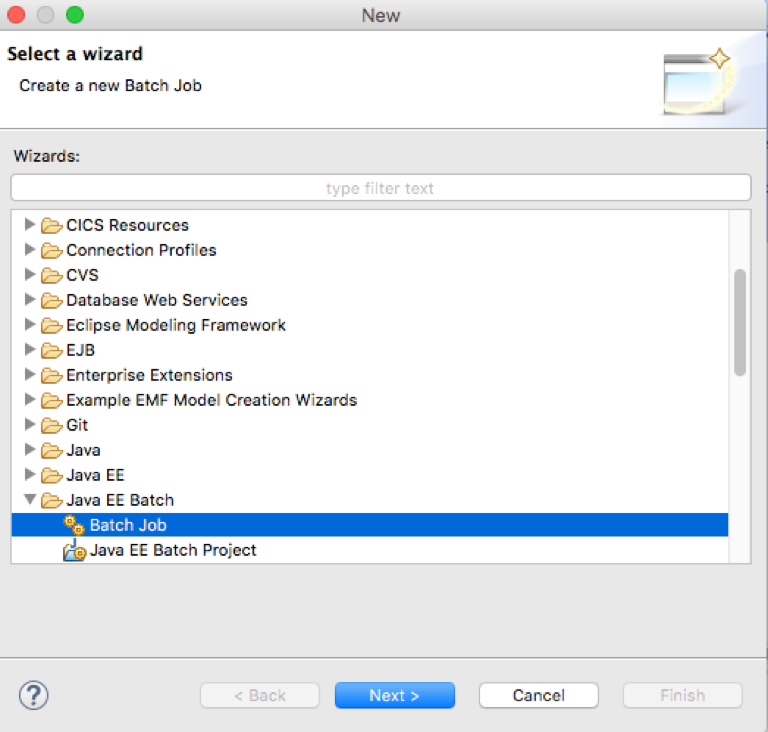 New
Select a wizard
Create a new Batch Job
Wizards:
type filter text
CICS Resources
Connection Profiles
CVS
Database Web Services
Eclipse Modeling Framework
EJB
Enterprise Extensions
Example EMF Model Creation Wizards
Git
Java
Java EE
Java EE Batch
Batch Job
Java EE Batch Project
? < Back Next > Cancel Finish